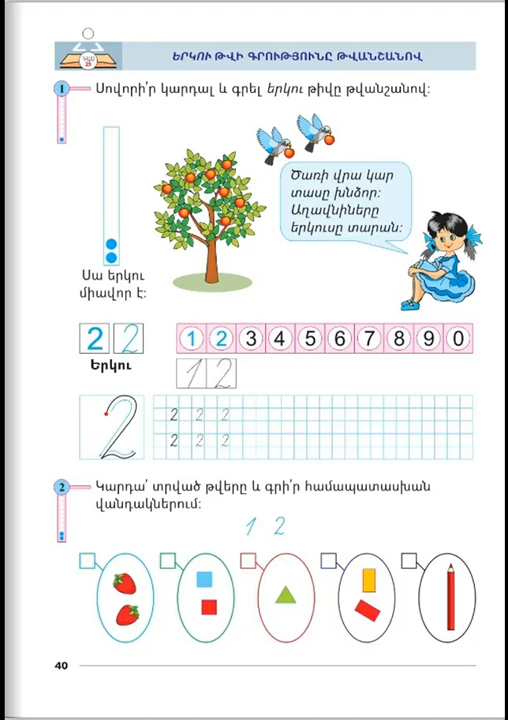 ԴԱՍ
25
ԵՐԿՈՒ ԹՎԻ ԳՐՈՒԹՅՈՒՆԸ ԹՎԱՆՇԱՆՈՎ
1 Սովորի՛ր կարդալ և գրել երկու թիվը թվանշանով:
Ծառի վրա կար
տասը խնձոր:
Աղավնիները
երկուսը տարան:
Սա երկու
միավոր է:
2 2
Երկու
1 2 3 4 5 6 7 8 9 0
1 2
2
2 2 2
2 2 2
2 Կարդա՛ տրված թվերը և գրի՛ր համապատասխան
վանդակներում:
1 2
40